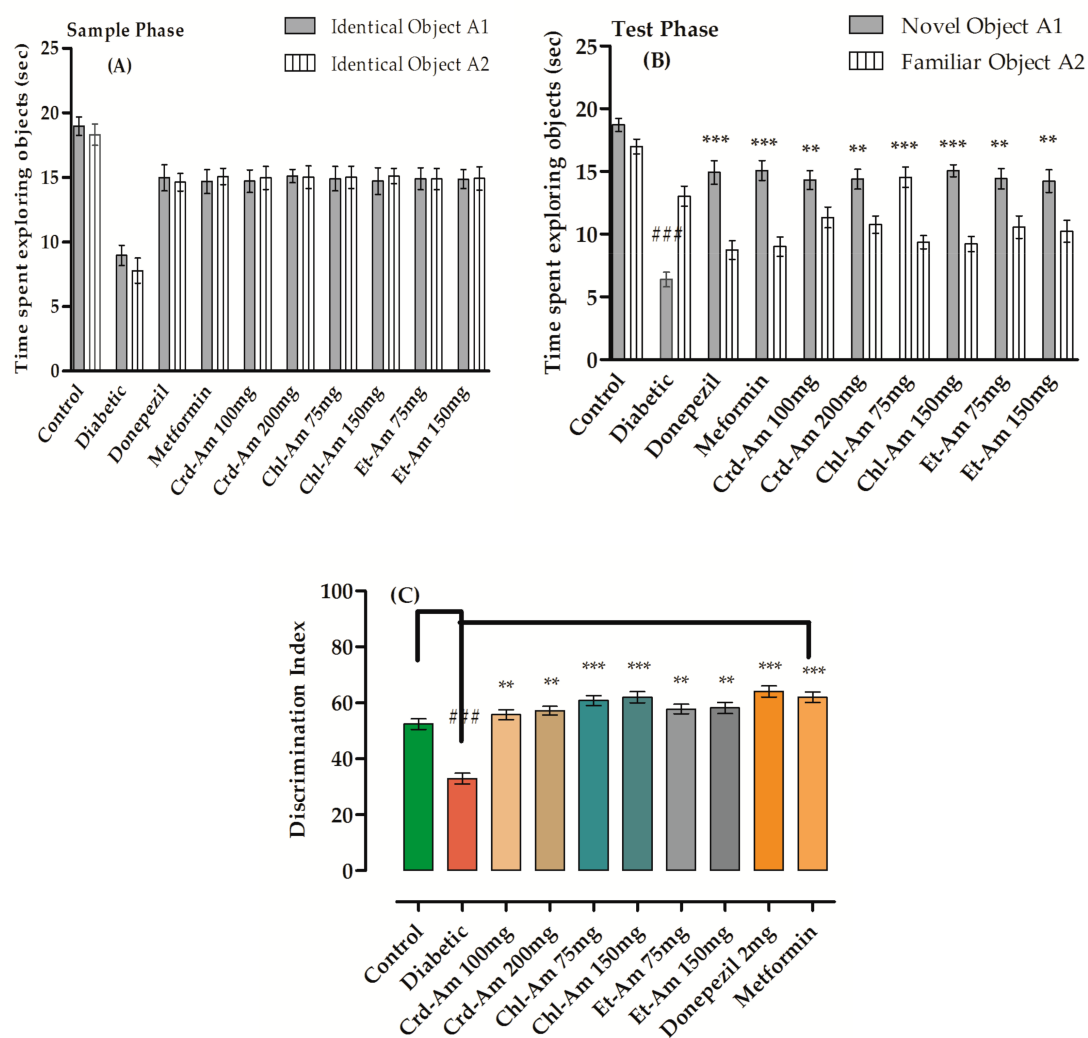 Sample Phase
Identical Object A1
Identical Object A2
(A)
Time spent exploring objects (sec)
25
20
15
10
5
0
Control
Diabetic
Donepezil
Metformin
Crd-Am 100mg
Crd-Am 200mg
Chl-Am 75mg
Chl-Am 150mg
Et-Am 75mg
Et-Am 150mg
Test Phase
Novel Object A1
Familiar Object A2
(B)
Time spent exploring objects (sec)
25
20
15
10
5
0
###
*** *** ** ** *** *** ** **
Control
Diabetic
Donepezil
Meformin
Crd-Am 100mg
Crd-Am 200mg
Chl-Am 75mg
Chl-Am 150mg
Et-Am 75mg
Et-Am 150mg
(C)
Discrimination Index
100
80
60
40
20
0
###
** ** *** *** ** ** *** ***
Control
Diabetic
Crd-Am 100mg
Crd-Am 200mg
Chl-Am 75mg
Chl-Am 150mg
Et-Am 75mg
Et-Am 150mg
Donepezil 2mg
Metformin